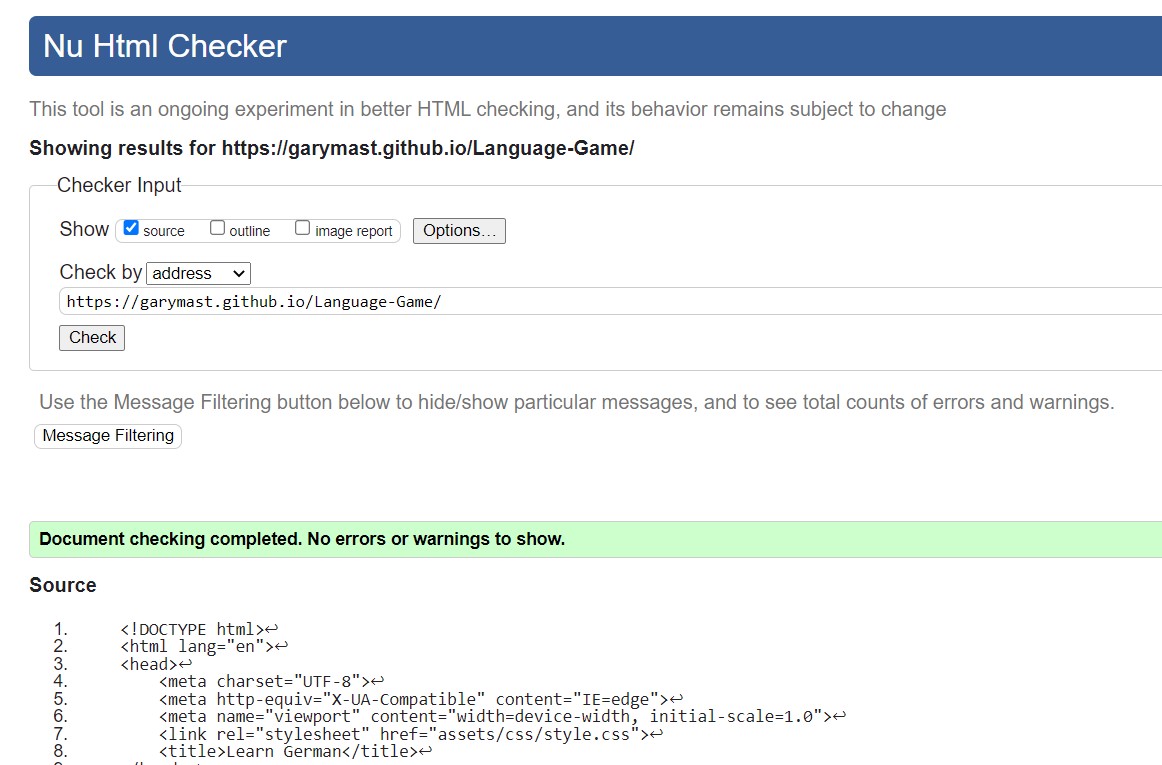 Nu Html Checker
This tool is an ongoing experiment in better HTML checking, and its behavior remains subject to change
Showing results for https://garymast.github.io/Language-Game/
Checker Input
Show source outline image report Options...
Check by address
https://garymast.github.io/Language-Game/
Check
Use the Message Filtering button below to hide/show particular messages, and to see total counts of errors and warnings.
Message Filtering
Document checking completed. No errors or warnings to show.
Source
1. <!DOCTYPE html>↩
2. <html lang="en">↩
3. <head>↩
4. <meta charset="UTF-8">↩
5. <meta http-equiv="X-UA-Compatible" content="IE=edge">↩
6. <meta name="viewport" content="width=device-width, initial-scale=1.0">↩
7. <link rel="stylesheet" href="assets/css/style.css">↩
8. <title>Learn German</title>↩